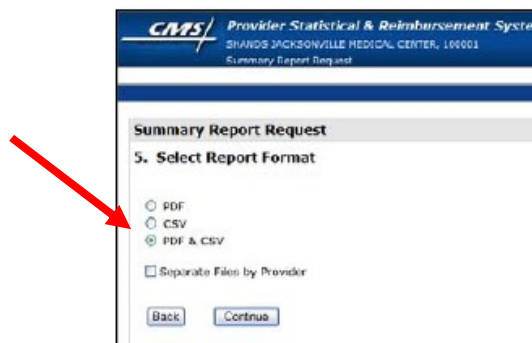 CMS/ Provider Statistical & Reimbursement Syste
SHANDS JACKSONVILLE MEDICAL CENTER, 100001
Summary Report Request
Summary Report Request
5. Select Report Format
PDF
CSV
PDF & CSV
Separate Files by Provider
Back Continue